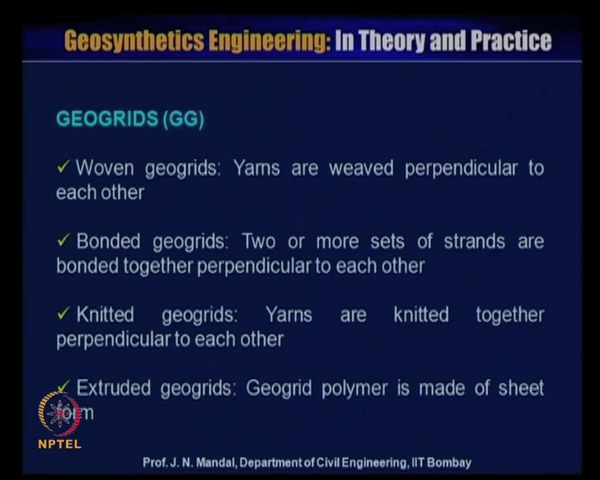 Geosynthetics Engineering: In Theory and Practice
GEOGRIDS (GG)
✓ Woven geogrids: Yarns are weaved perpendicular to
each other
✓ Bonded geogrids: Two or more sets of strands are
bonded together perpendicular to each other
✓ Knitted geogrids: Yarns are knitted together
perpendicular to each other
✓ Extruded geogrids: Geogrid polymer is made of sheet
form
NPTEL
Prof. J. N. Mandal, Department of Civil Engineering, IIT Bombay